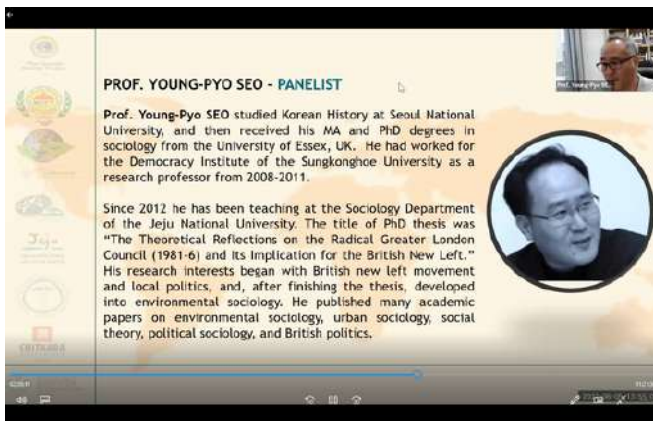 PROF. YOUNG-PYO SEO - PANELIST
Prof. Young-Pyo SEO studied Korean History at Seoul National
University, and then received his MA and PhD degrees in
sociology from the University of Essex, UK. He had worked for
the Democracy Institute of the Sungkonghoe University as a
research professor from 2008-2011.
Since 2012 he has been teaching at the Sociology Department
of the Jeju National University. The title of PhD thesis was
"The Theoretical Reflections on the Radical Greater London
Council (1981-6) and Its Implication for the British New Left."
His research interests began with British new left movement
and local politics, and, after finishing the thesis, developed
into environmental sociology. He published many academic
papers on environmental sociology, urban sociology, social
theory, political sociology, and British politics.
Prof. Young-Pyo SE
Jeju
CHITKARA